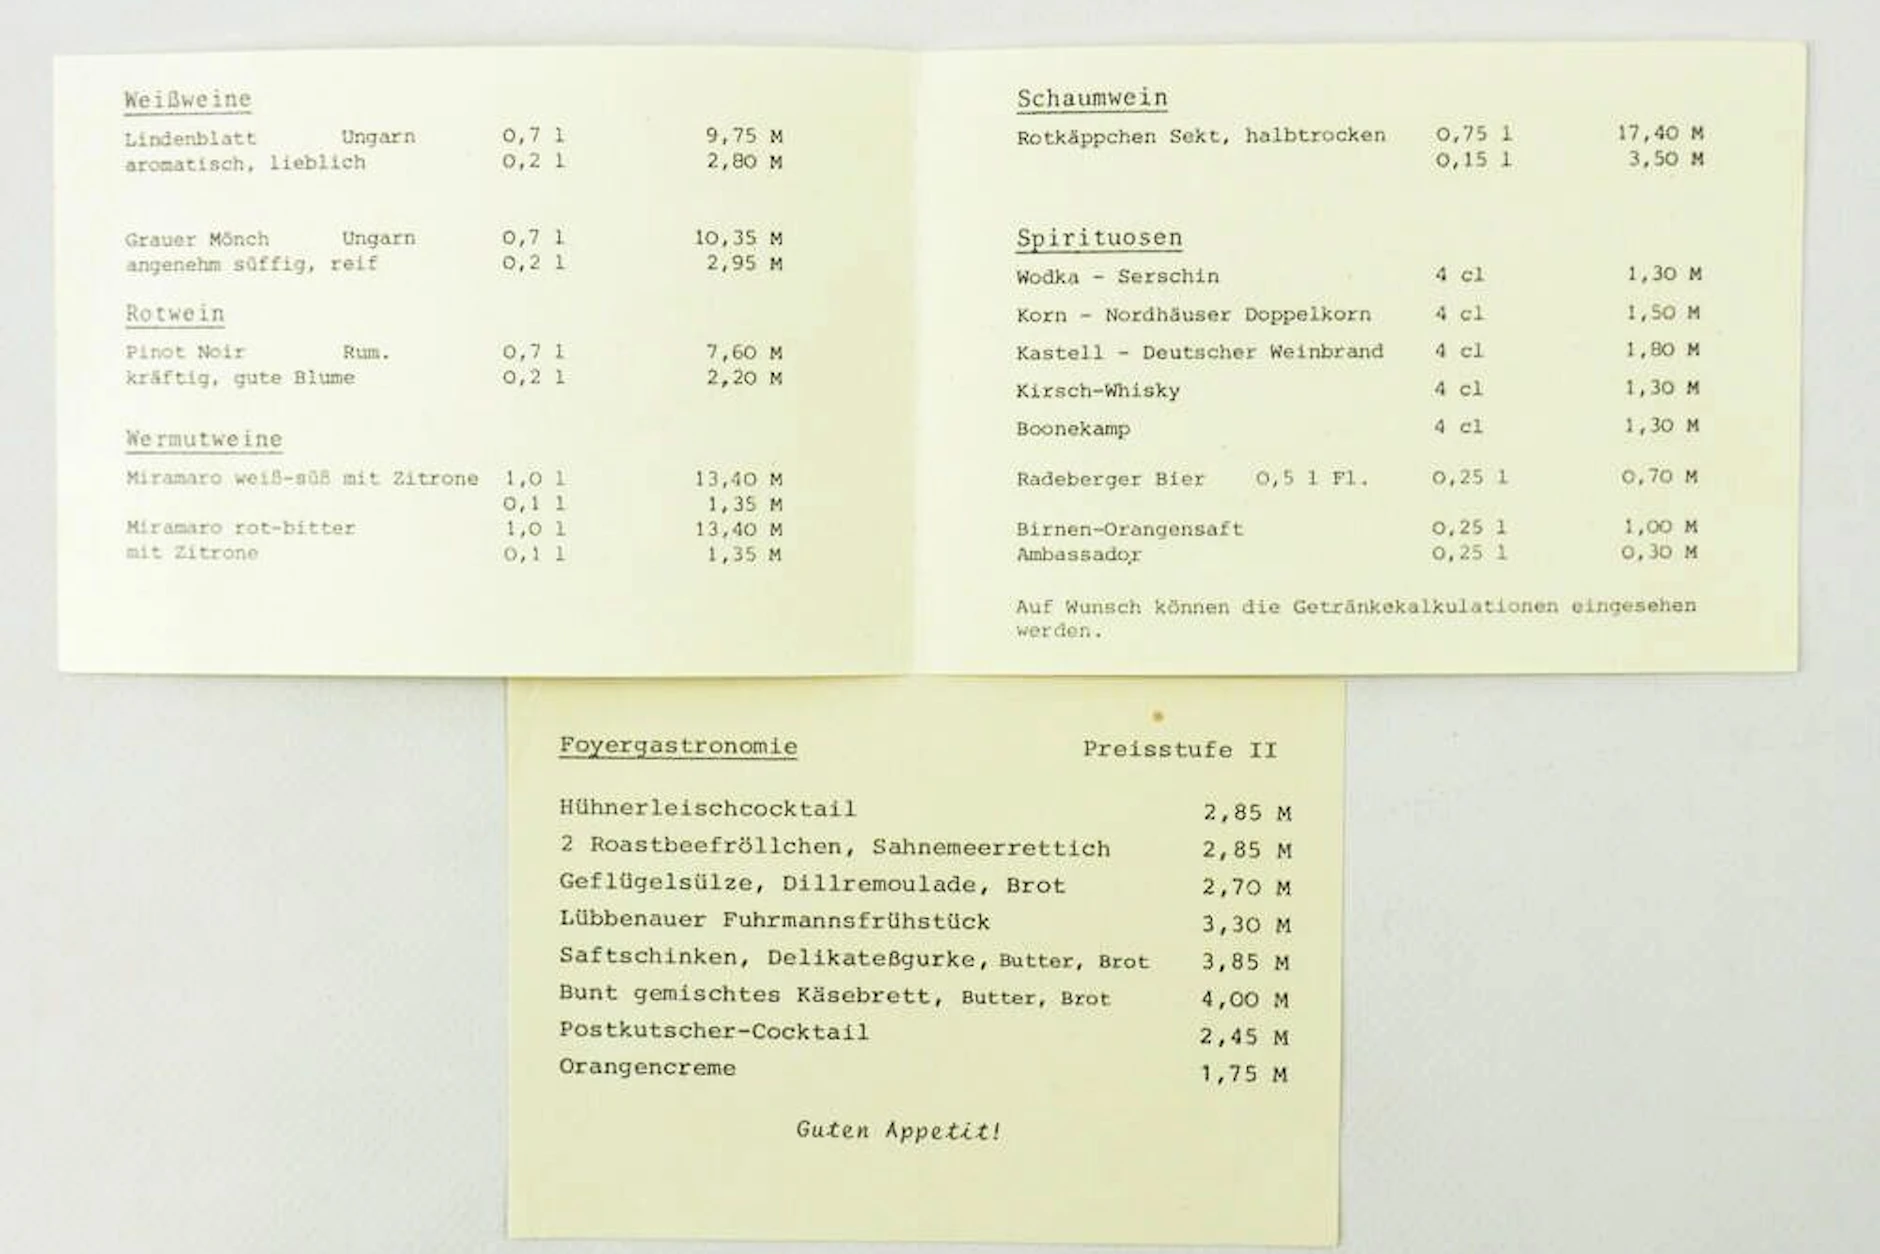 Weißweine
Lindenblatt Ungarn 0,7 l 9,75 M
aromatisch, lieblich 0,2 l 2,80 M
Grauer Mönch Ungarn 0,7 l 10,35 M
angenehm süffig, reif 0,2 l 2,95 M
Rotwein
Pinot Noir Rum. 0,7 l 7,60 M
kräftig, gute Blume 0,2 l 2,20 M
Wermutweine
Miramaro weiß-süß mit Zitrone 1,0 l 13,40 M
0,1 l 1,35 M
Miramaro rot-bitter 1,0 l 13,40 M
mit Zitrone 0,1 l 1,35 M
Schaumwein
Rotkäppchen Sekt, halbtrocken 0,75 l 17,40 M
0,15 l 3,50 M
Spirituosen
Wodka - Serschin 4 cl 1,30 M
Korn - Nordhäuser Doppelkorn 4 cl 1,50 M
Kastell - Deutscher Weinbrand 4 cl 1,80 M
Kirsch-Whisky 4 cl 1,30 M
Boonekamp 4 cl 1,30 M
Radeberger Bier 0,5 l Fl. 0,25 l 0,70 M
Birnen-Orangensaft 0,25 l 1,00 M
Ambassador 0,25 l 0,30 M
Auf Wunsch können die Getränkekalkulationen eingesehen
werden.
Foyergastronomie Preisstufe II
Hühnerleischcocktail 2,85 M
2 Roastbeefröllchen, Sahnemeerrettich 2,85 M
Geflügelsülze, Dillremoulade, Brot 2,70 M
Lübbenauer Fuhrmannsfrühstück 3,30 M
Saftschinken, Delikateßgurke, Butter, Brot 3,85 M
Bunt gemischtes Käsebrett, Butter, Brot 4,00 M
Postkutscher-Cocktail 2,45 M
Orangencreme 1,75 M
Guten Appetit!